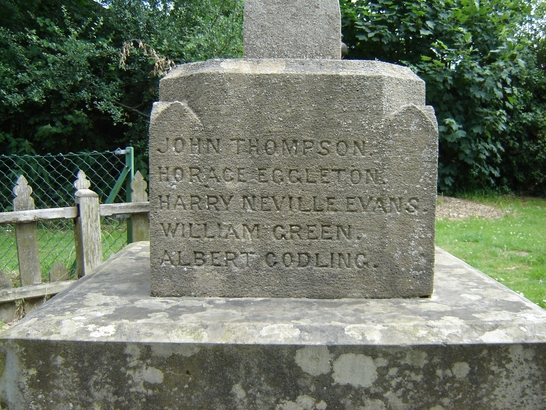 JOHN THOMPSON.
HORACE EGGLETON.
HARRY NEVILLE EVANS
WILLIAM GREEN.
ALBERT GODLING.